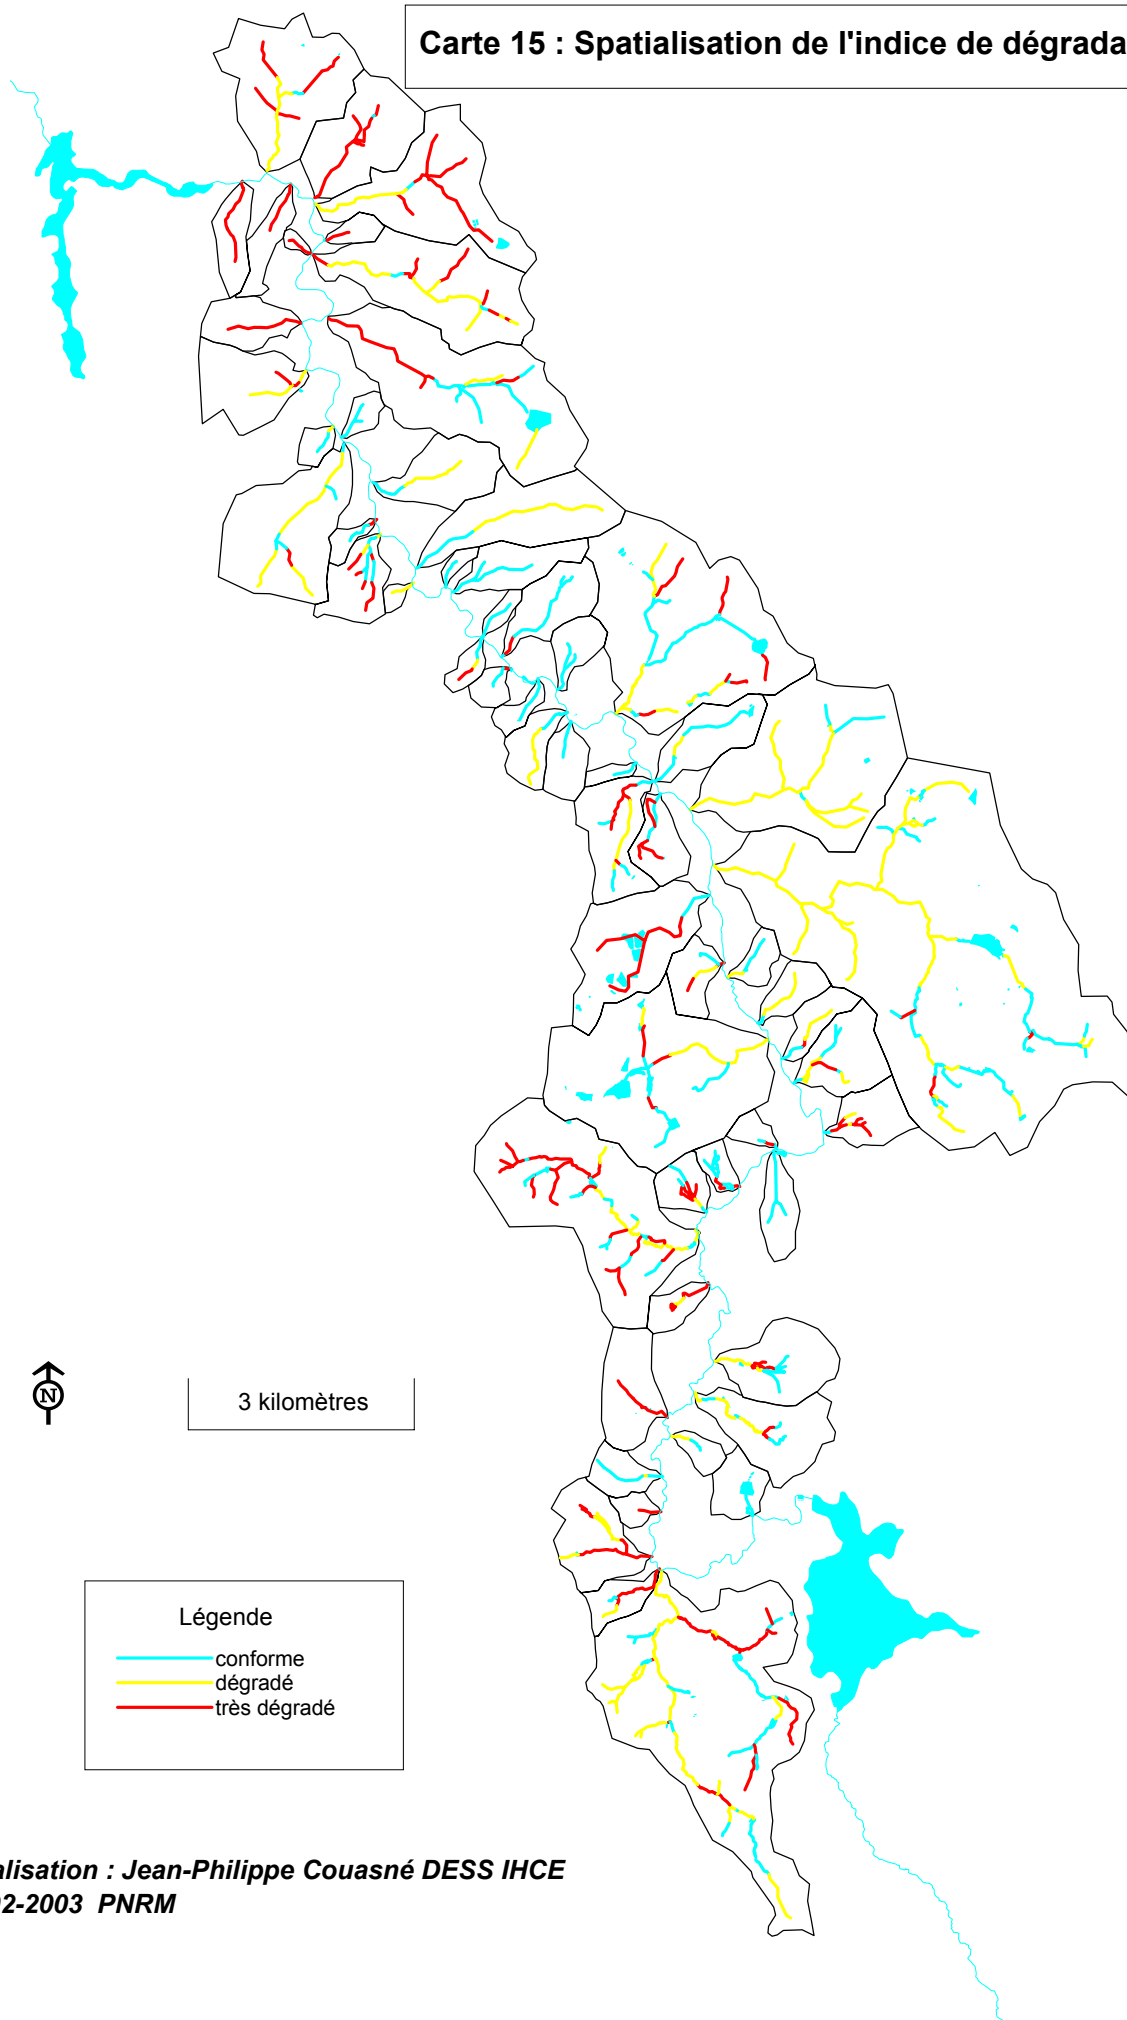 Carte 15 : Spatialisation de l'indice de dégrada
N
3 kilomètres
Légende
conforme
dégradé
très dégradé
alisation : Jean-Philippe Couasné DESS IHCE
02-2003 PNRM